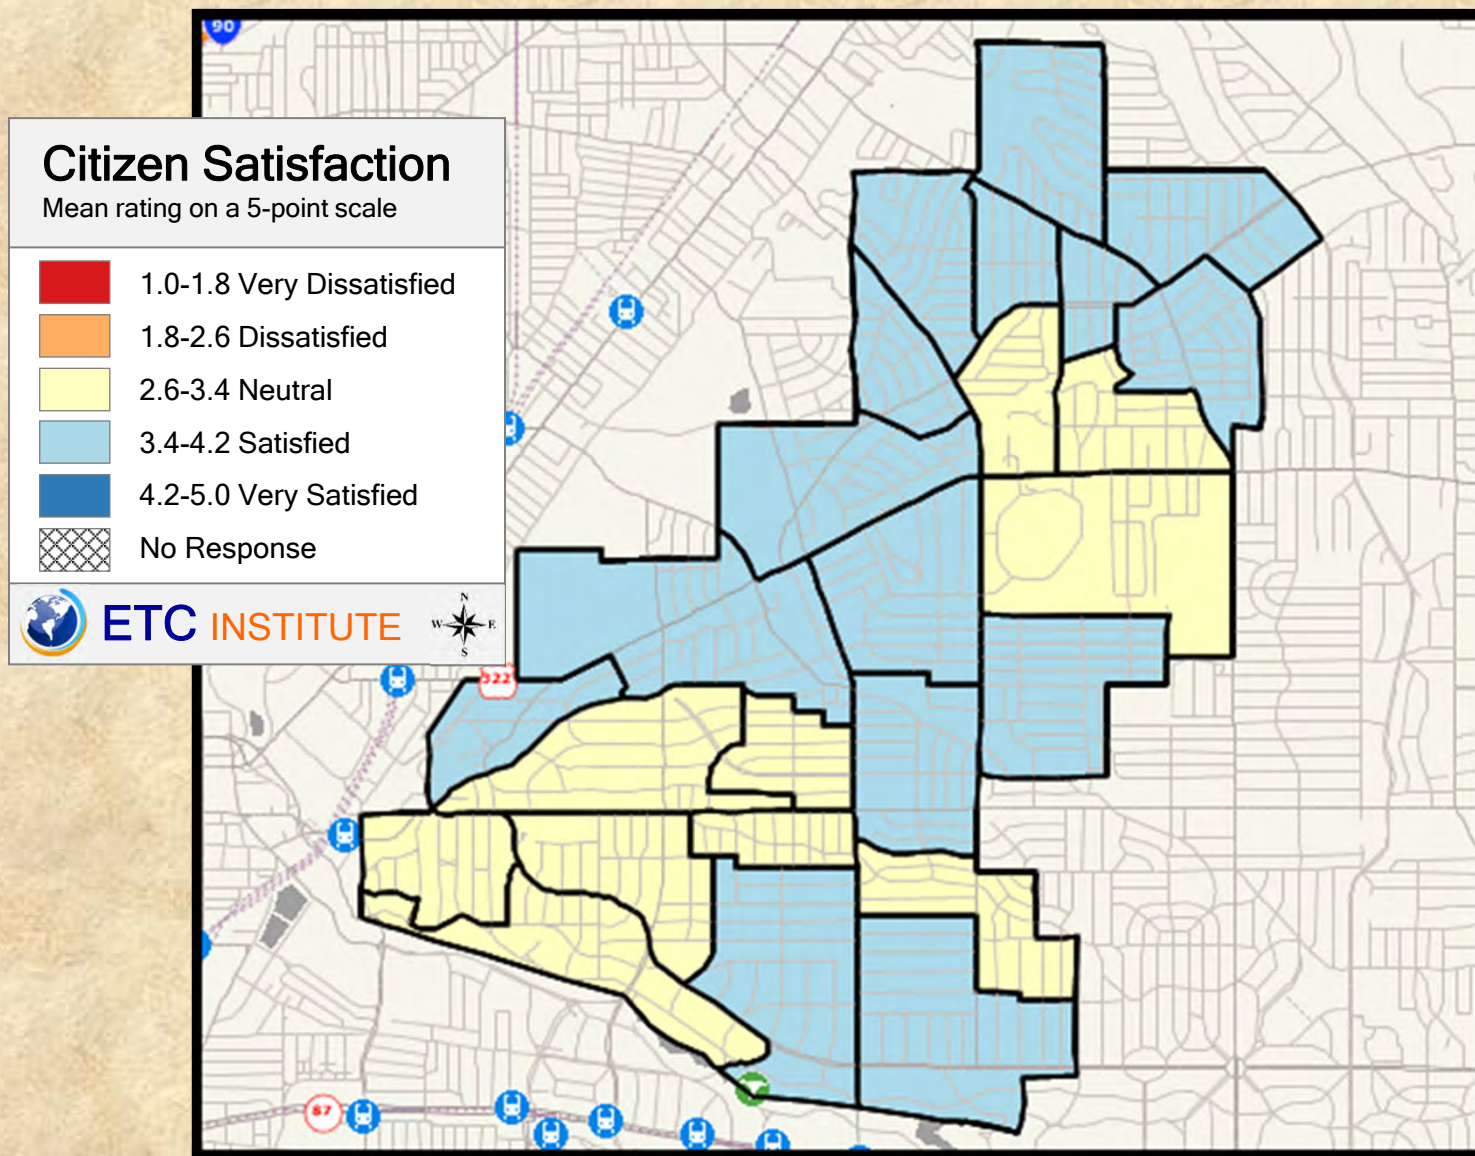 90
Citizen Satisfaction
Mean rating on a 5-point scale
1.0-1.8 Very Dissatisfied
1.8-2.6 Dissatisfied
2.6-3.4 Neutral
3.4-4.2 Satisfied
4.2-5.0 Very Satisfied
No Response
ETC INSTITUTE
N
W E
S
322
87